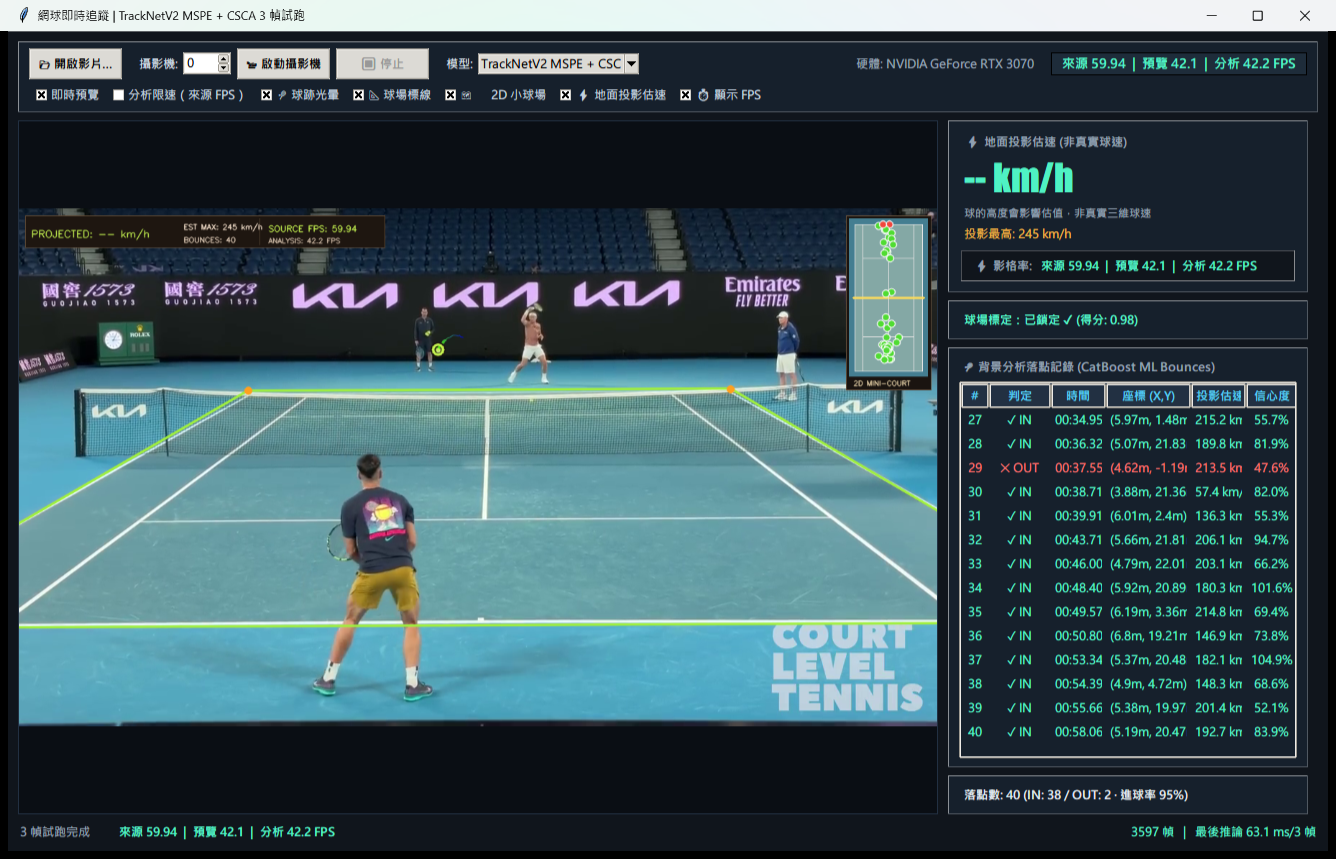 網球即時追蹤 | TrackNetV2 MSPE + CSCA 3 幀試跑
開啟影片... 攝影機: 0 啟動攝影機 停止 模型: TrackNetV2 MSPE + CSC 硬體: NVIDIA GeForce RTX 3070 來源 59.94 | 預覽 42.1 | 分析 42.2 FPS
即時預覽 分析限速 ( 來源 FPS ) 球跡光暈 球場標線 2D 小球場 地面投影估速 顯示 FPS
PROJECTED: -- km/h
EST MAX: 245 km/h
BOUNCES: 40
SOURCE FPS: 59.94
ANALYSIS: 42.2 FPS
國窖 1573
GUOJIAO 1573
國窖 1573
GUOJIAO 1573
KIA
KIA
KIA
Emirates
FLY BETTER
E
F
ROLEX
2D MINI-COURT
KIA
KIA
COURT
LEVEL
TENNIS
地面投影估速 (非真實球速)
-- km/h
球的高度會影響估值 · 非真實三維球速
投影最高: 245 km/h
影格率: 來源 59.94 | 預覽 42.1 | 分析 42.2 FPS
球場標定：已鎖定 ✓ (得分: 0.98)
背景分析落點記錄 (CatBoost ML Bounces)
# 判定 時間 座標 (X,Y) 投影估速 信心度
27 ✓ IN 00:34.95 (5.97m, 1.48m 215.2 km 55.7%
28 ✓ IN 00:36.32 (5.07m, 21.83 189.8 km 81.9%
29 ✕ OUT 00:37.55 (4.62m, -1.19m 213.5 km 47.6%
30 ✓ IN 00:38.71 (3.88m, 21.36 57.4 km/ 82.0%
31 ✓ IN 00:39.91 (6.01m, 2.4m) 136.3 km 55.3%
32 ✓ IN 00:43.71 (5.66m, 21.81 206.1 km 94.7%
33 ✓ IN 00:46.00 (4.79m, 22.01 203.1 km 66.2%
34 ✓ IN 00:48.40 (5.92m, 20.89 180.3 km 101.6%
35 ✓ IN 00:49.57 (6.19m, 3.36m 214.8 km 69.4%
36 ✓ IN 00:50.80 (6.8m, 19.21m 146.9 km 73.8%
37 ✓ IN 00:53.34 (5.37m, 20.48 182.1 km 104.9%
38 ✓ IN 00:54.39 (4.9m, 4.72m) 148.3 km 68.6%
39 ✓ IN 00:55.66 (5.38m, 19.97 201.4 km 52.1%
40 ✓ IN 00:58.06 (5.19m, 20.47 192.7 km 83.9%
落點數: 40 (IN: 38 / OUT: 2 · 進球率 95%)
3 幀試跑完成 來源 59.94 | 預覽 42.1 | 分析 42.2 FPS 3597 幀 | 最後推論 63.1 ms/3 幀